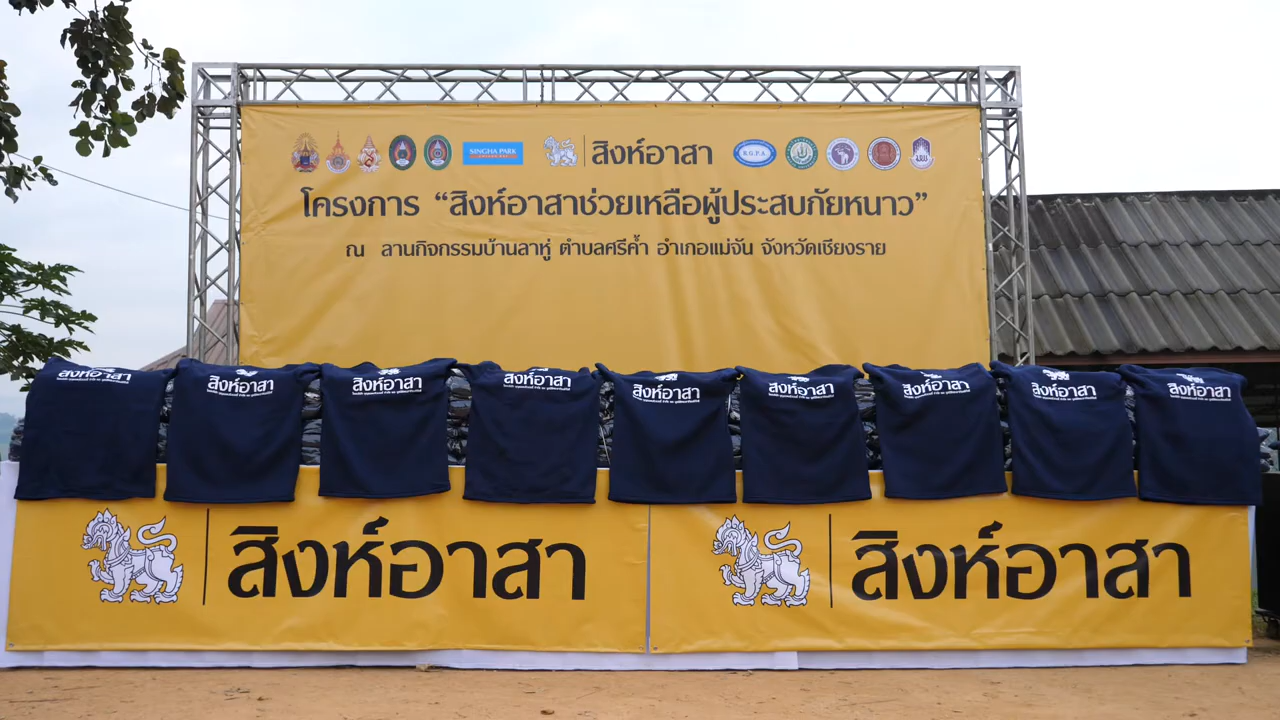 SINGHA PARK
CHIANG RAI
สิงห์อาสา
B.G.P.A.
โครงการ “สิงห์อาสาช่วยเหลือผู้ประสบภัยหนาว”
ณ ลานกิจกรรมบ้านลาหู่ ตำบลศรีค้ำ อำเภอแม่จัน จังหวัดเชียงราย
สิงห์อาสา
สิงห์อาสา
สิงห์อาสา
สิงห์อาสา
สิงห์อาสา
สิงห์อาสา
สิงห์อาสา
สิงห์อาสา
สิงห์อาสา
สิงห์อาสา
สิงห์อาสา